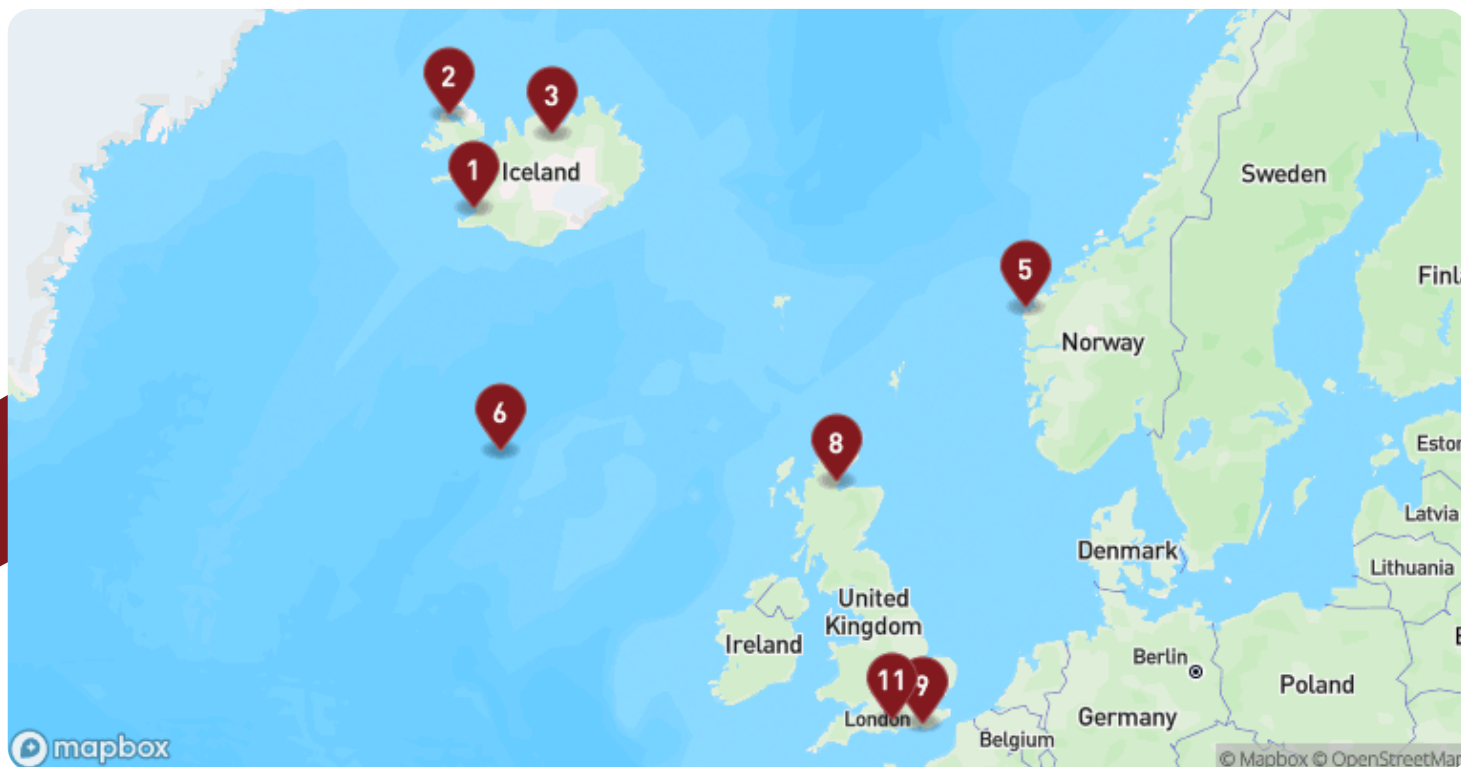 2
3
1
Iceland
Sweden
5
Finl
Norway
6
8
Eston
Latvia
Denmark
Lithuania
United
Kingdom
Ireland
11
9
Berlin
Poland
London
Germany
Belgium
mapbox
© Mapbox © OpenStreetMap